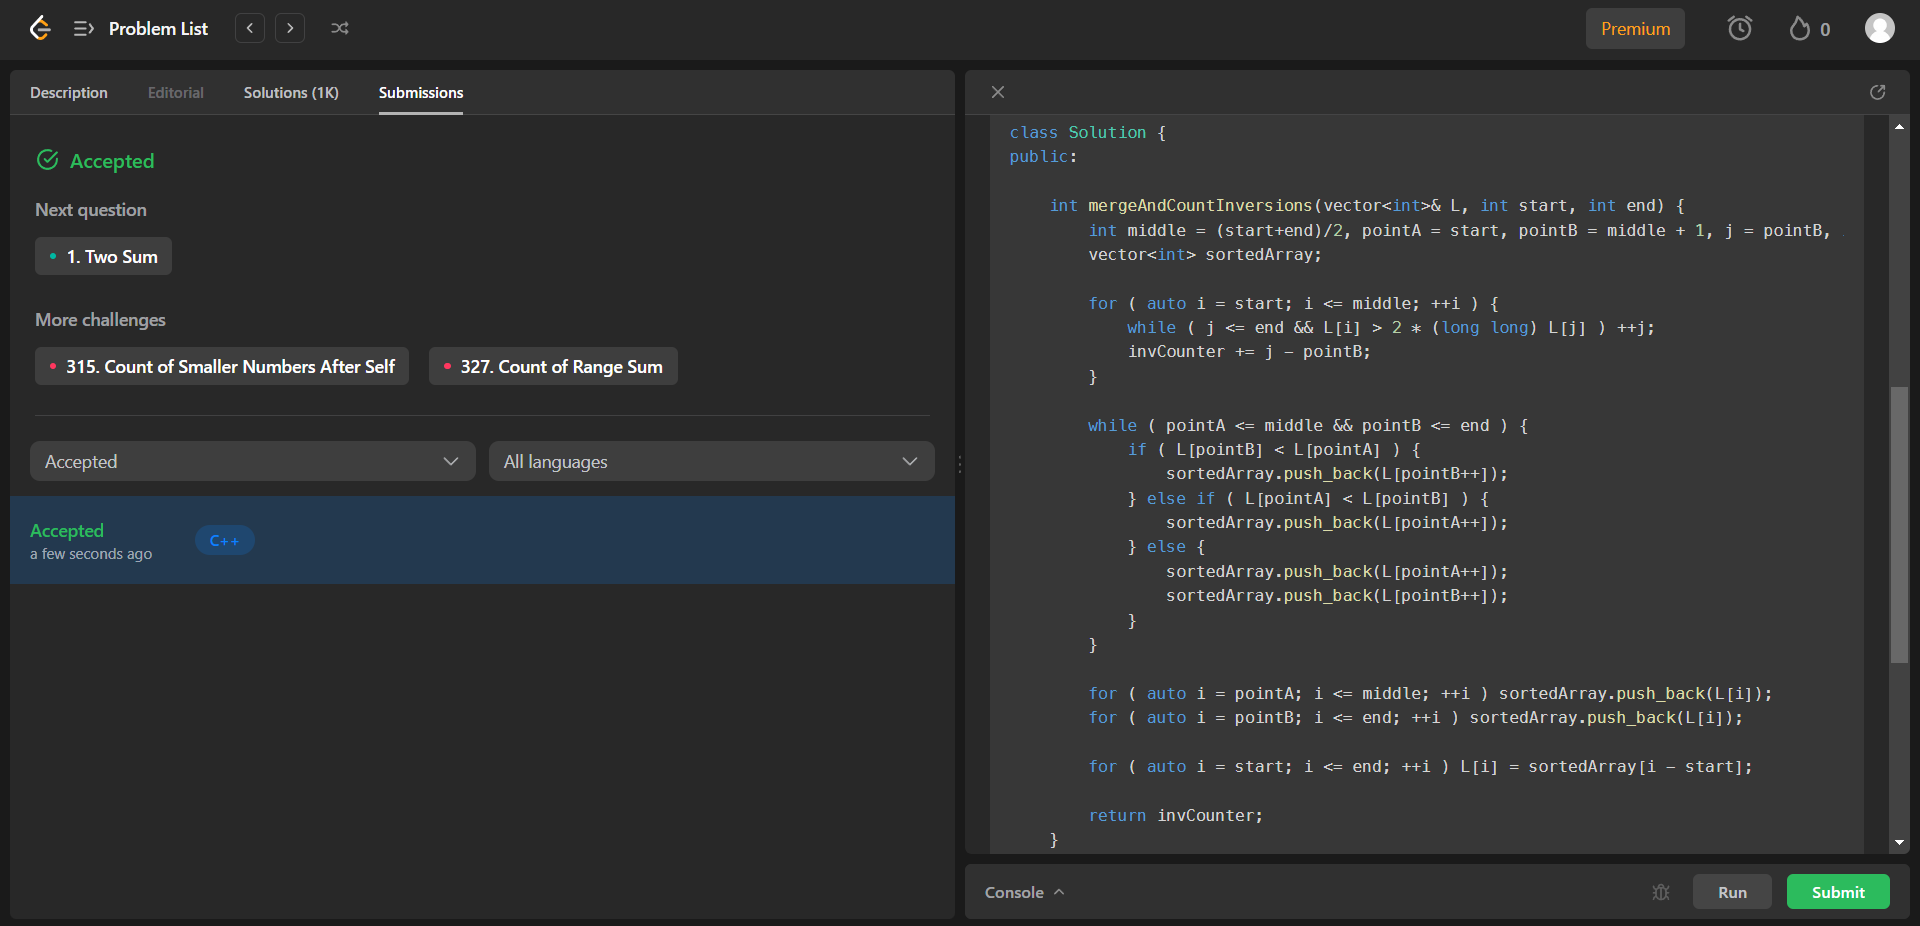 Problem List
Premium
0
Description Editorial Solutions (1K) Submissions
Accepted
Next question
1. Two Sum
More challenges
315. Count of Smaller Numbers After Self 327. Count of Range Sum
Accepted All languages
Accepted
a few seconds ago
C++
class Solution {
public:
    int mergeAndCountInversions(vector<int>& L, int start, int end) {
        int middle = (start+end)/2, pointA = start, pointB = middle + 1, j = pointB,
        vector<int> sortedArray;
        for ( auto i = start; i <= middle; ++i ) {
            while ( j <= end && L[i] > 2 * (long long) L[j] ) ++j;
            invCounter += j - pointB;
        }
        while ( pointA <= middle && pointB <= end ) {
            if ( L[pointB] < L[pointA] ) {
                sortedArray.push_back(L[pointB++]);
            } else if ( L[pointA] < L[pointB] ) {
                sortedArray.push_back(L[pointA++]);
            } else {
                sortedArray.push_back(L[pointA++]);
                sortedArray.push_back(L[pointB++]);
            }
        }
        for ( auto i = pointA; i <= middle; ++i ) sortedArray.push_back(L[i]);
        for ( auto i = pointB; i <= end; ++i ) sortedArray.push_back(L[i]);
        for ( auto i = start; i <= end; ++i ) L[i] = sortedArray[i - start];
        return invCounter;
    }
Console
Run
Submit